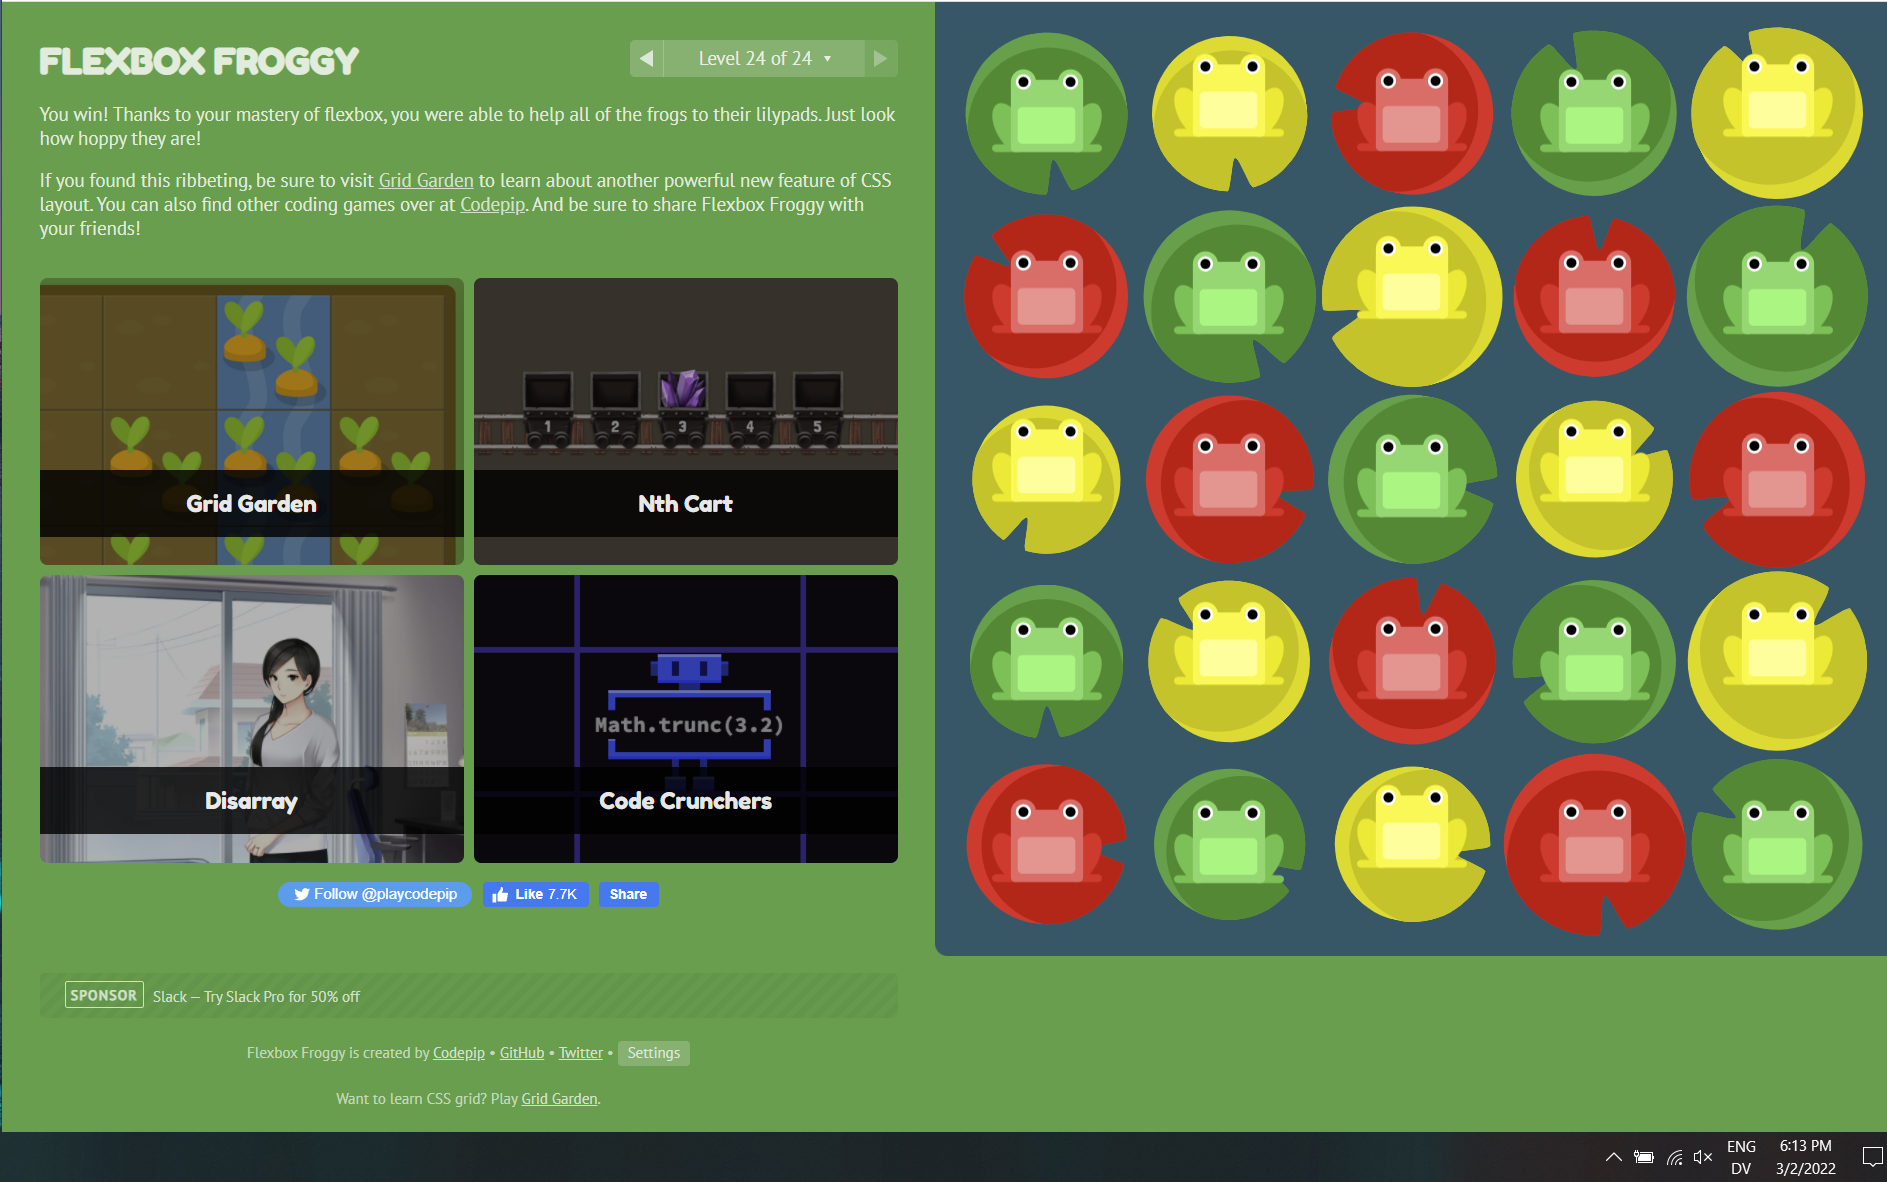 FLEXBOX FROGGY
Level 24 of 24
You win! Thanks to your mastery of flexbox, you were able to help all of the frogs to their lilypads. Just look
how hoppy they are!
If you found this ribbeting, be sure to visit Grid Garden to learn about another powerful new feature of CSS
layout. You can also find other coding games over at Codepip. And be sure to share Flexbox Froggy with
your friends!
1 2 3 4 5
Grid Garden
Nth Cart
Math.trunc(3.2)
Disarray
Code Crunchers
Follow @playcodepip
Like 7.7K
Share
SPONSOR Slack — Try Slack Pro for 50% off
Flexbox Froggy is created by Codepip • GitHub • Twitter • Settings
Want to learn CSS grid? Play Grid Garden.
ENG
DV
6:13 PM
3/2/2022